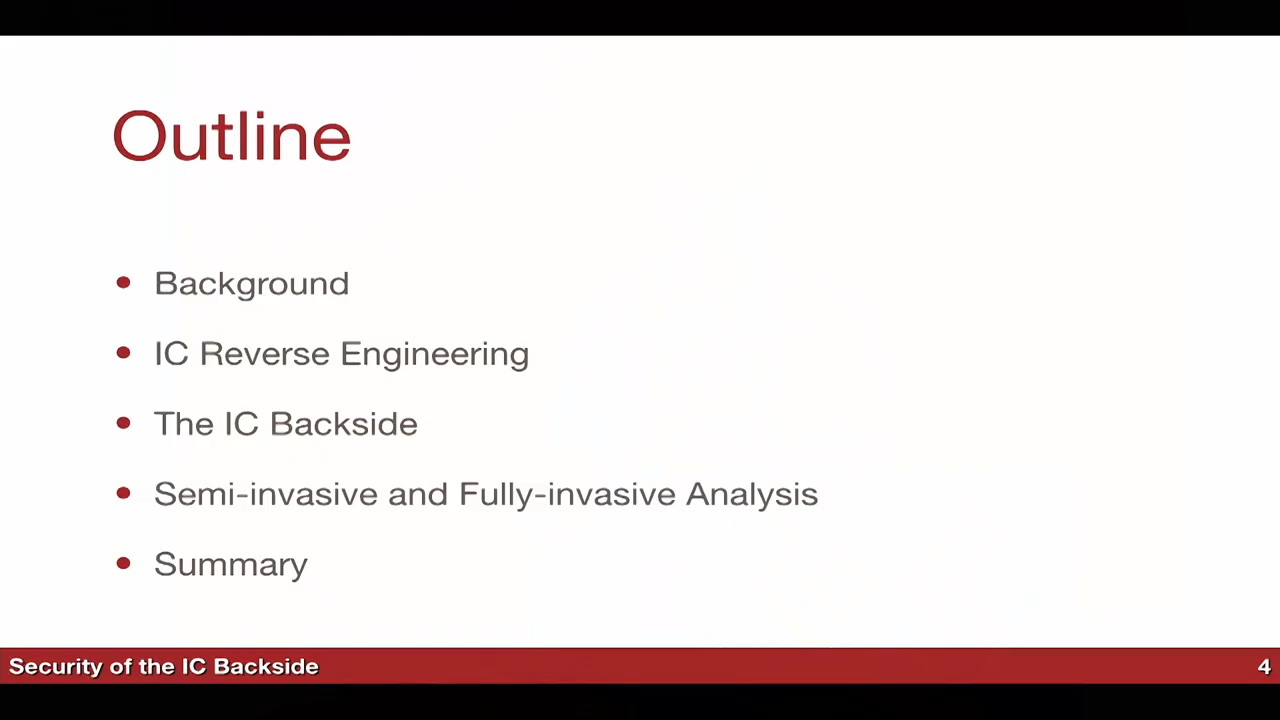 Outline
• Background
• IC Reverse Engineering
• The IC Backside
• Semi-invasive and Fully-invasive Analysis
• Summary
Security of the IC Backside 4